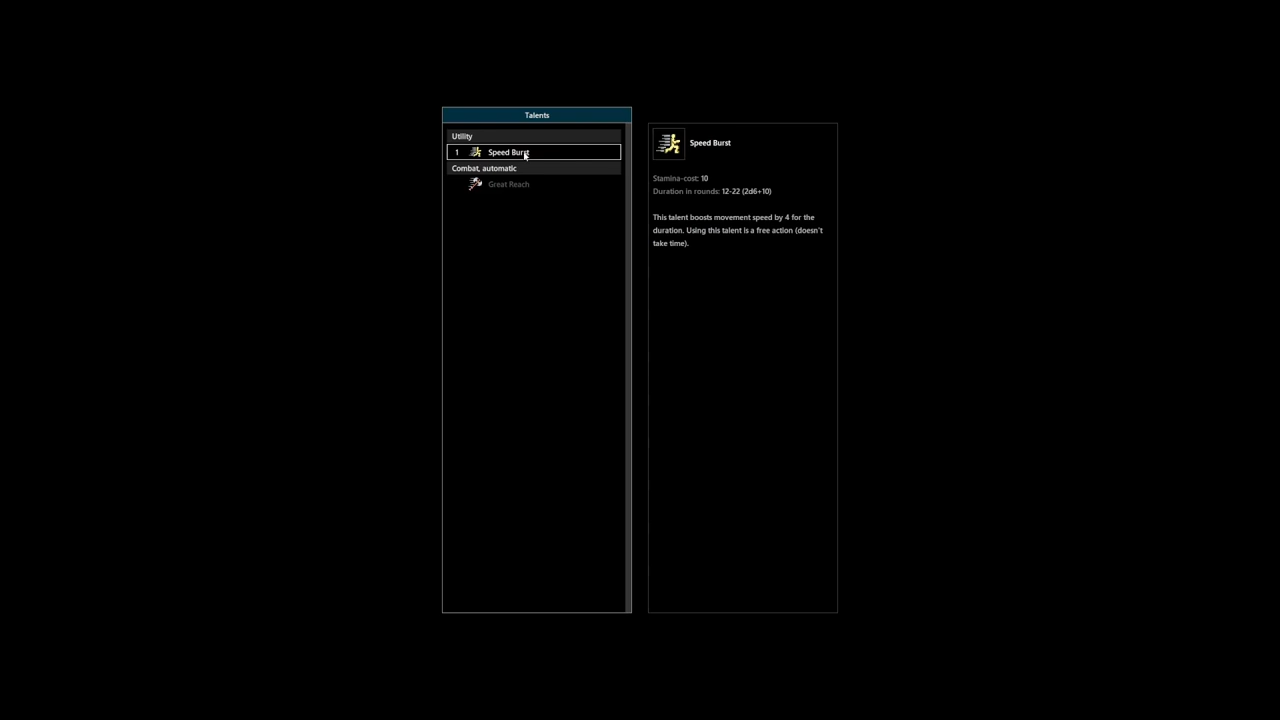 Talents
Utility
1 Speed Burst
Combat, automatic
Great Reach
Speed Burst
Stamina-cost: 10
Duration in rounds: 12-22 (2d6+10)
This talent boosts movement speed by 4 for the
duration. Using this talent is a free action (doesn't
take time).